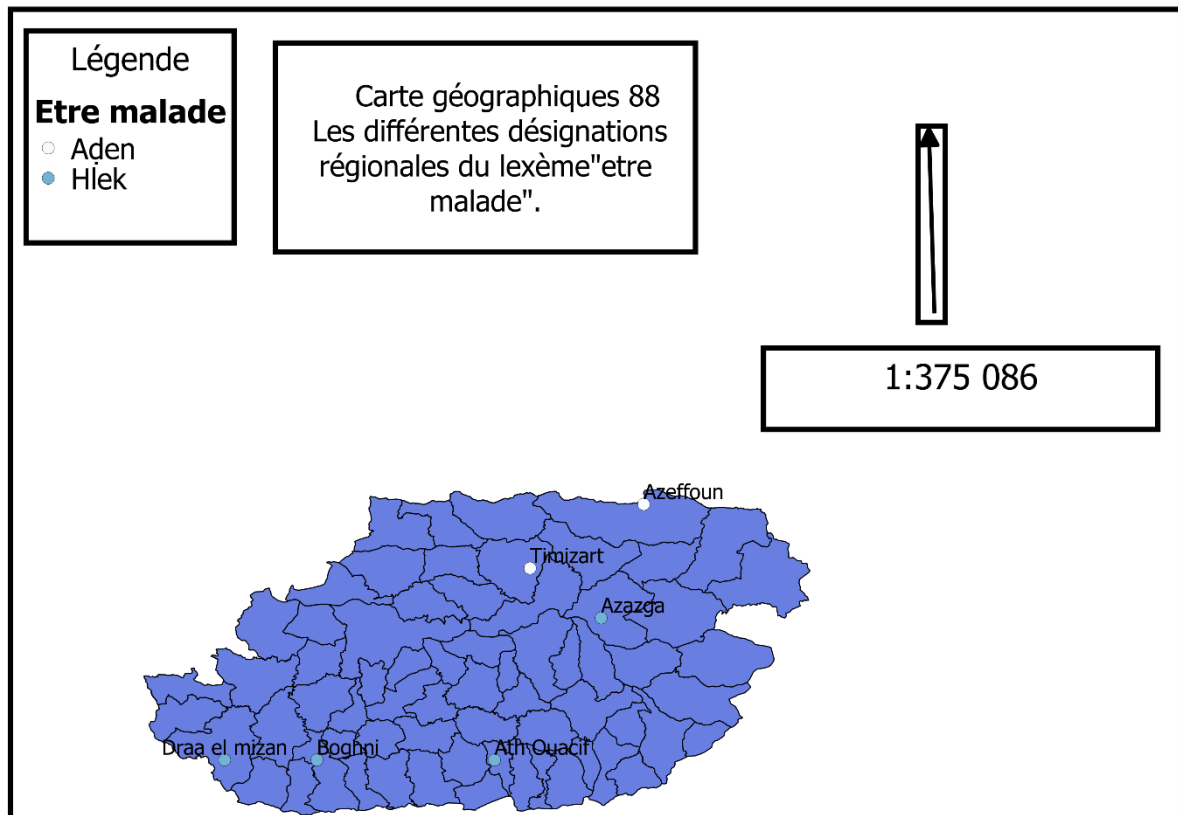 Légende
Etre malade
Aḍen
Hlek
Carte géographiques 88
Les différentes désignations
régionales du lexème"etre
malade".
1:375 086
Azeffoun
Timizart
Azazga
Draa el mizan
Boghni
Ath Ouacif